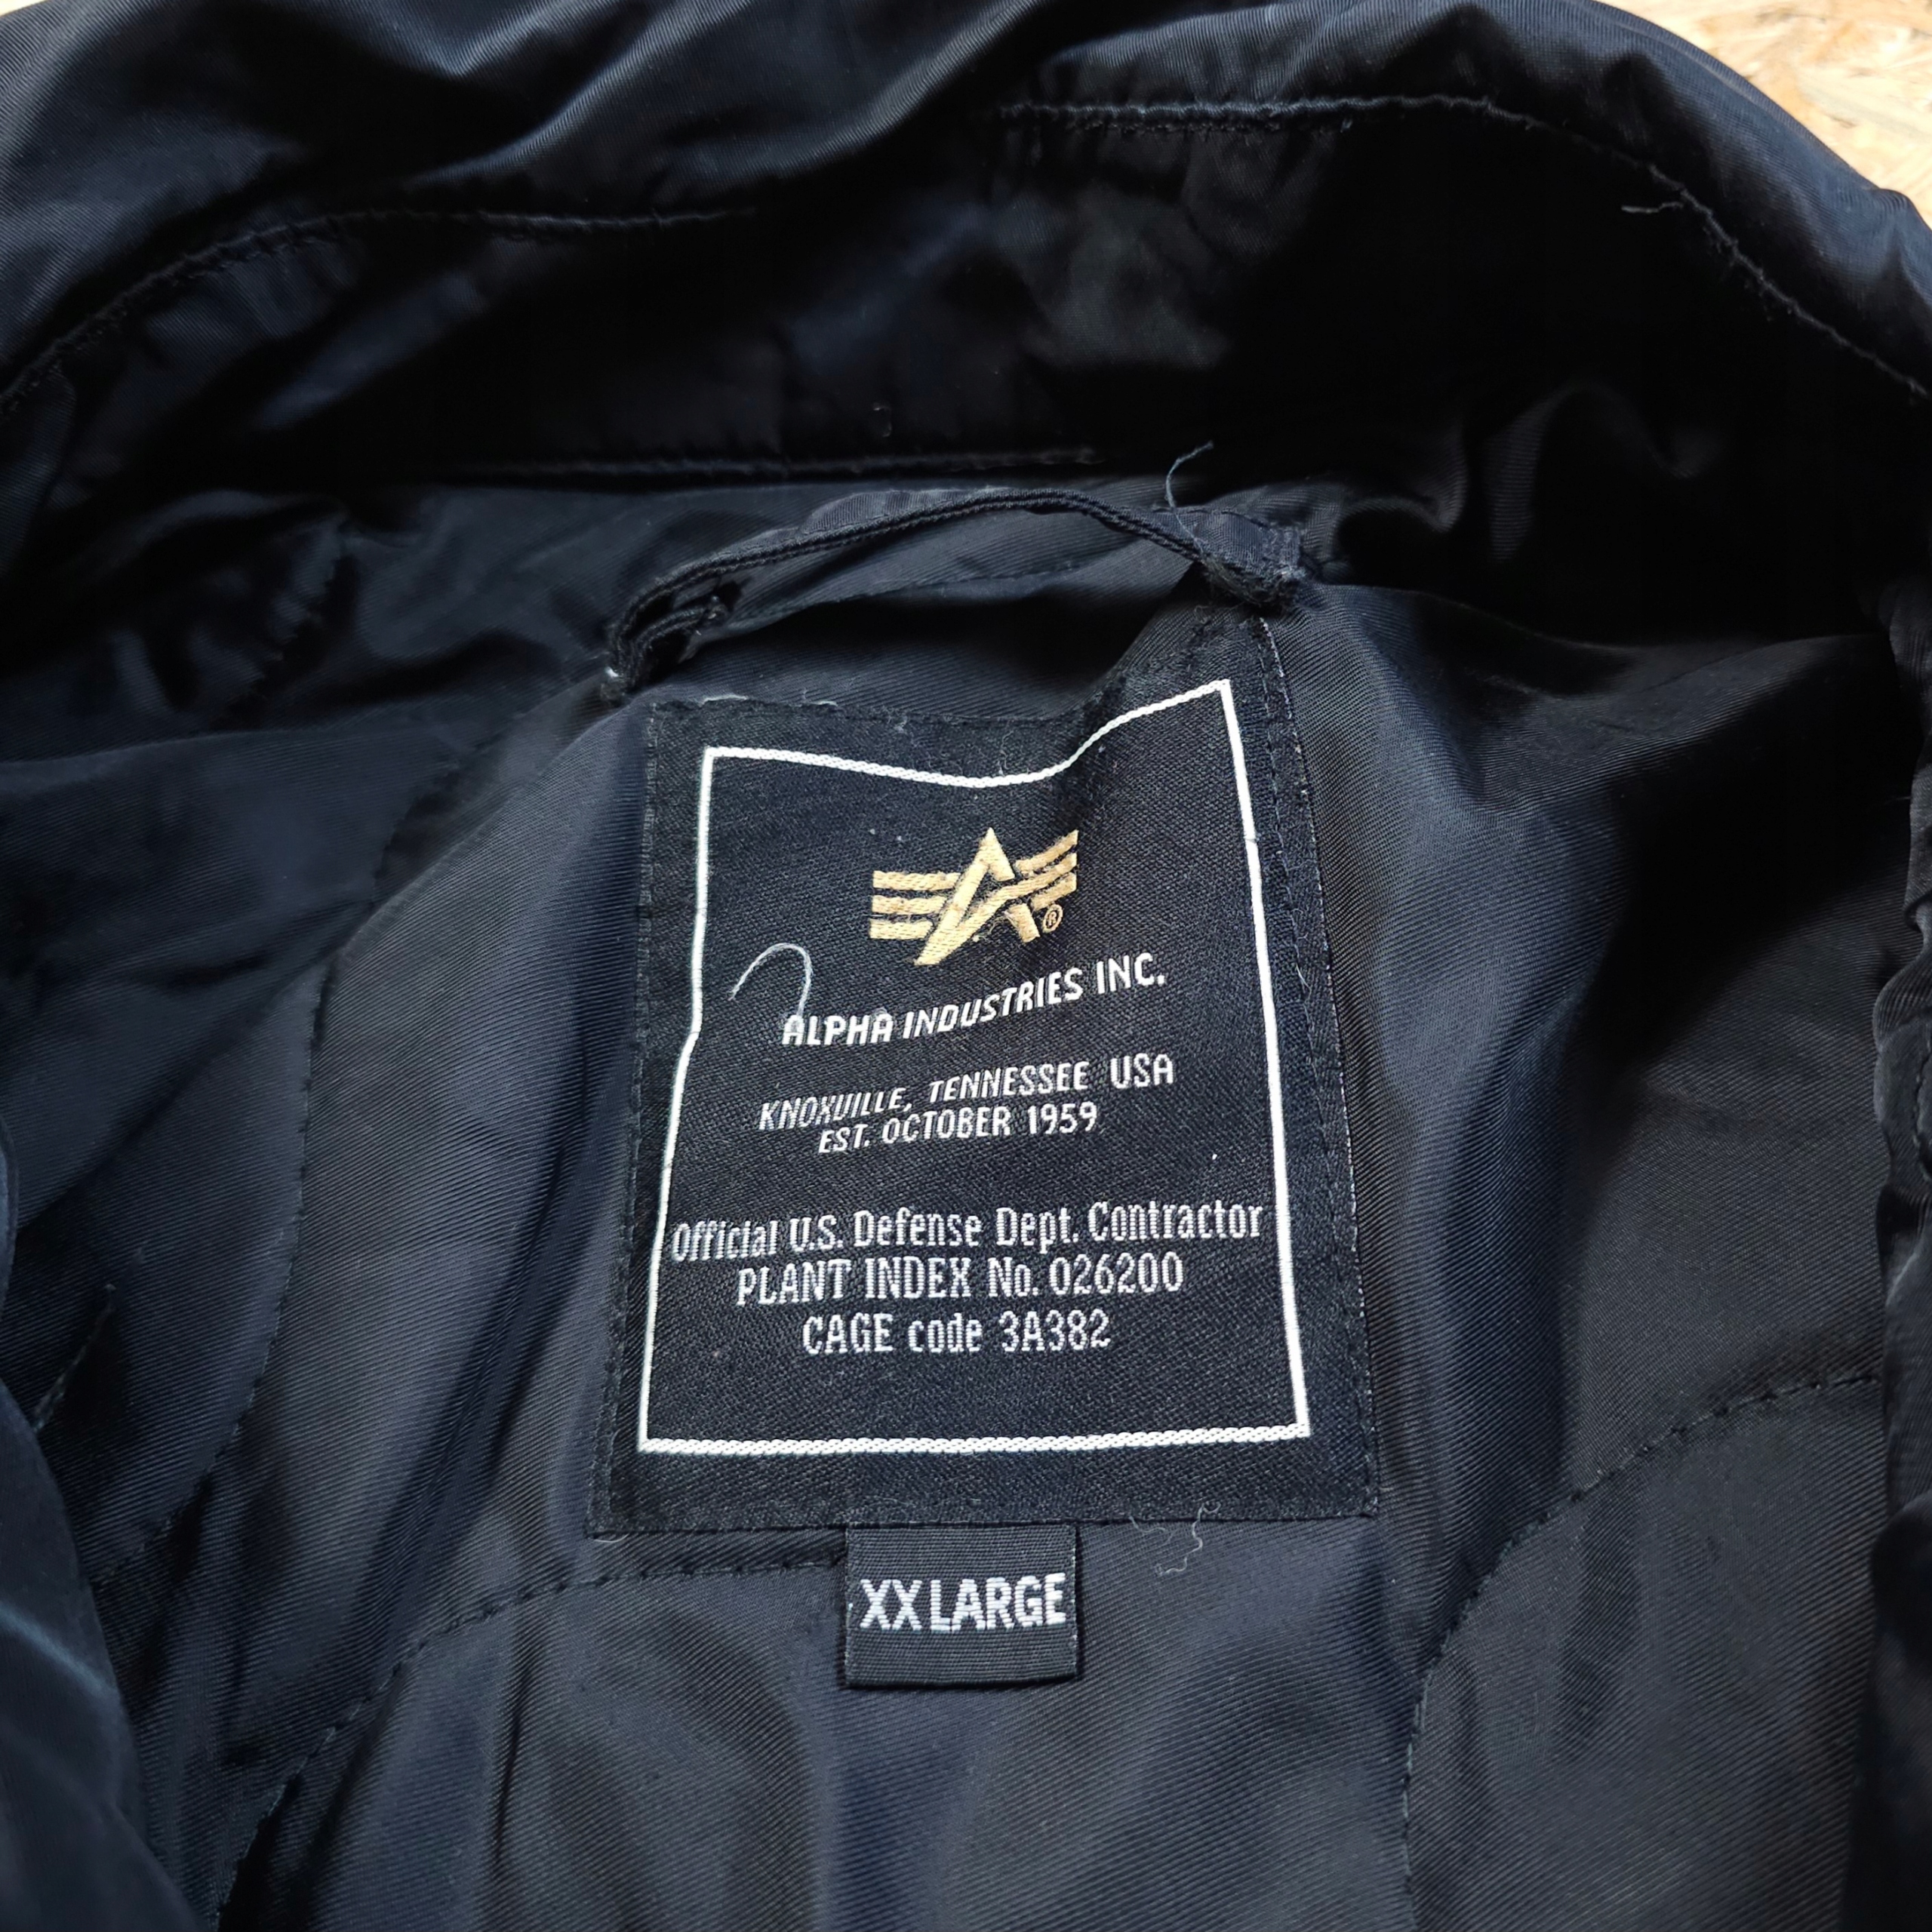 ®
ALPHA INDUSTRIES INC.
KNOXVILLE, TENNESSEE USA
EST. OCTOBER 1959
Official U.S. Defense Dept. Contractor
PLANT INDEX No. 026200
CAGE code 3A382
XX LARGE